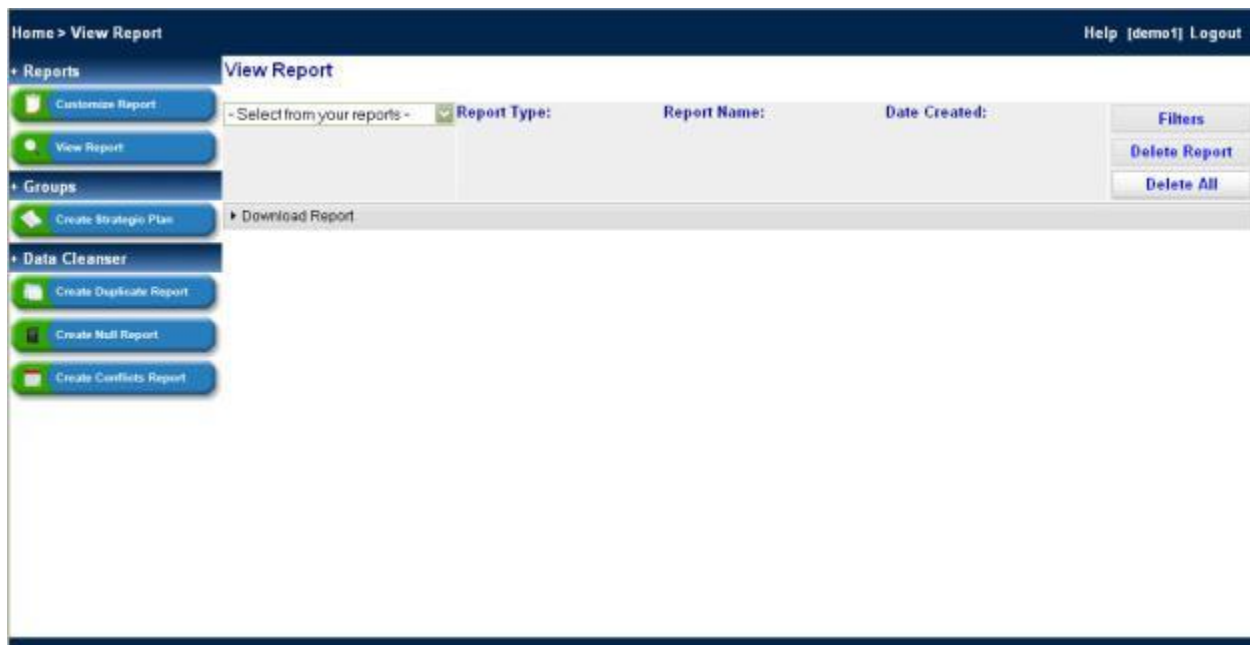 Home > View Report
Help [demo1] Logout
Reports
Customize Report
View Report
Groups
Create Strategic Plan
Data Cleanser
Create Duplicate Report
Create Null Report
Create Conflicts Report
View Report
- Select from your reports -
Report Type:
Report Name:
Date Created:
Filters
Delete Report
Delete All
Download Report